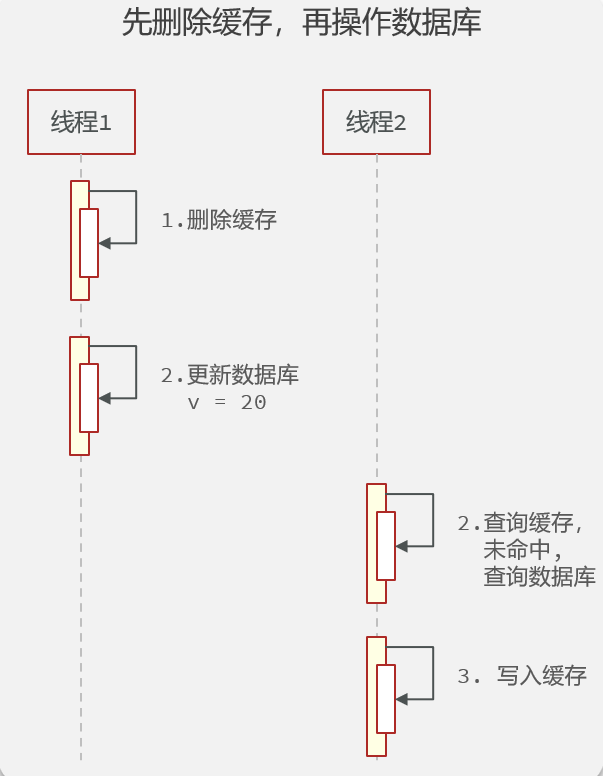 先删除缓存，再操作数据库
线程1
线程2
1.删除缓存
2.更新数据库
v = 20
2.查询缓存，
未命中，
查询数据库
3. 写入缓存